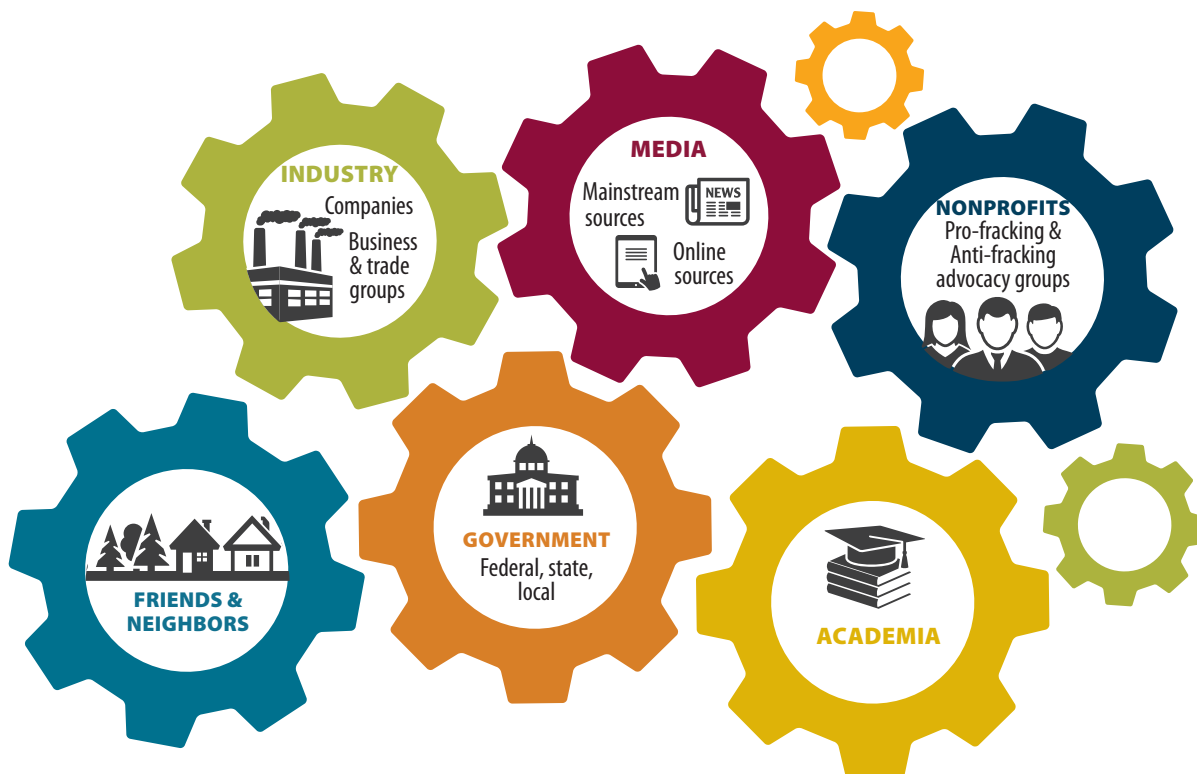 INDUSTRY
Companies
Business
& trade
groups
MEDIA
Mainstream
sources
NEWS
Online
sources
NONPROFITS
Pro-fracking &
Anti-fracking
advocacy groups
FRIENDS &
NEIGHBORS
GOVERNMENT
Federal, state,
local
ACADEMIA